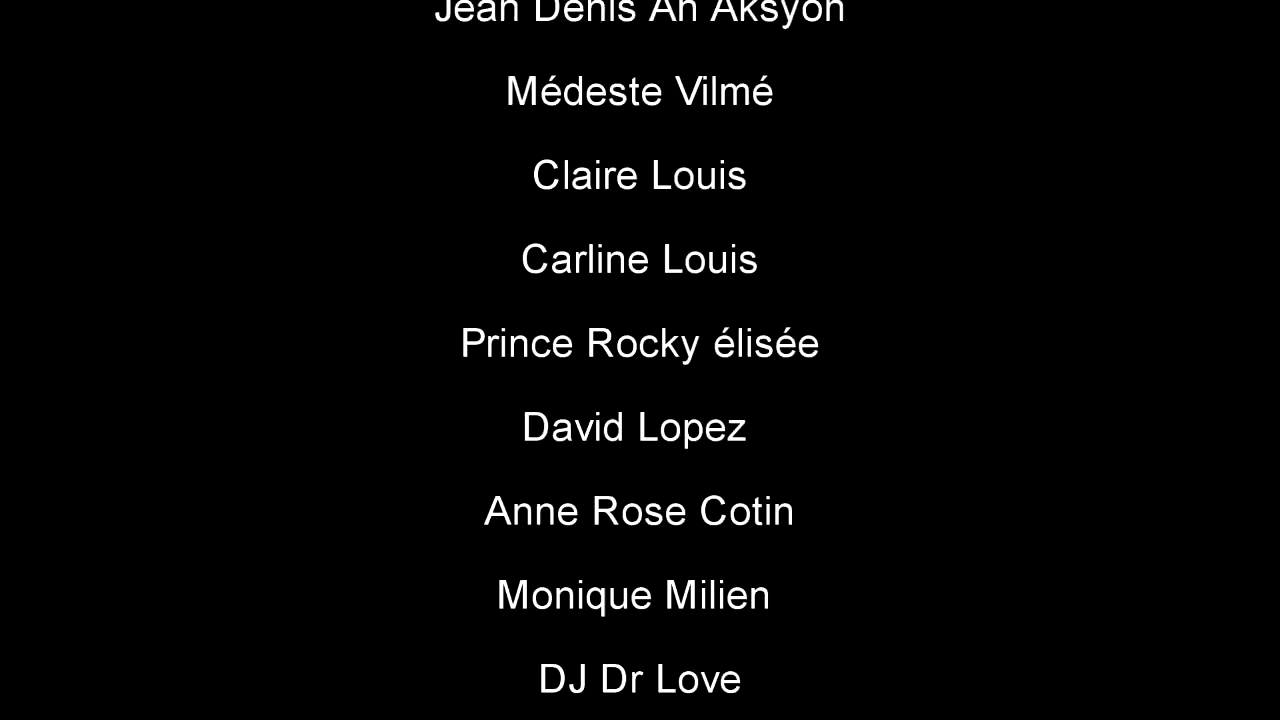 Jean Denis An Aksyon
Médeste Vilmé
Claire Louis
Carline Louis
Prince Rocky élisée
David Lopez
Anne Rose Cotin
Monique Milien
DJ Dr Love